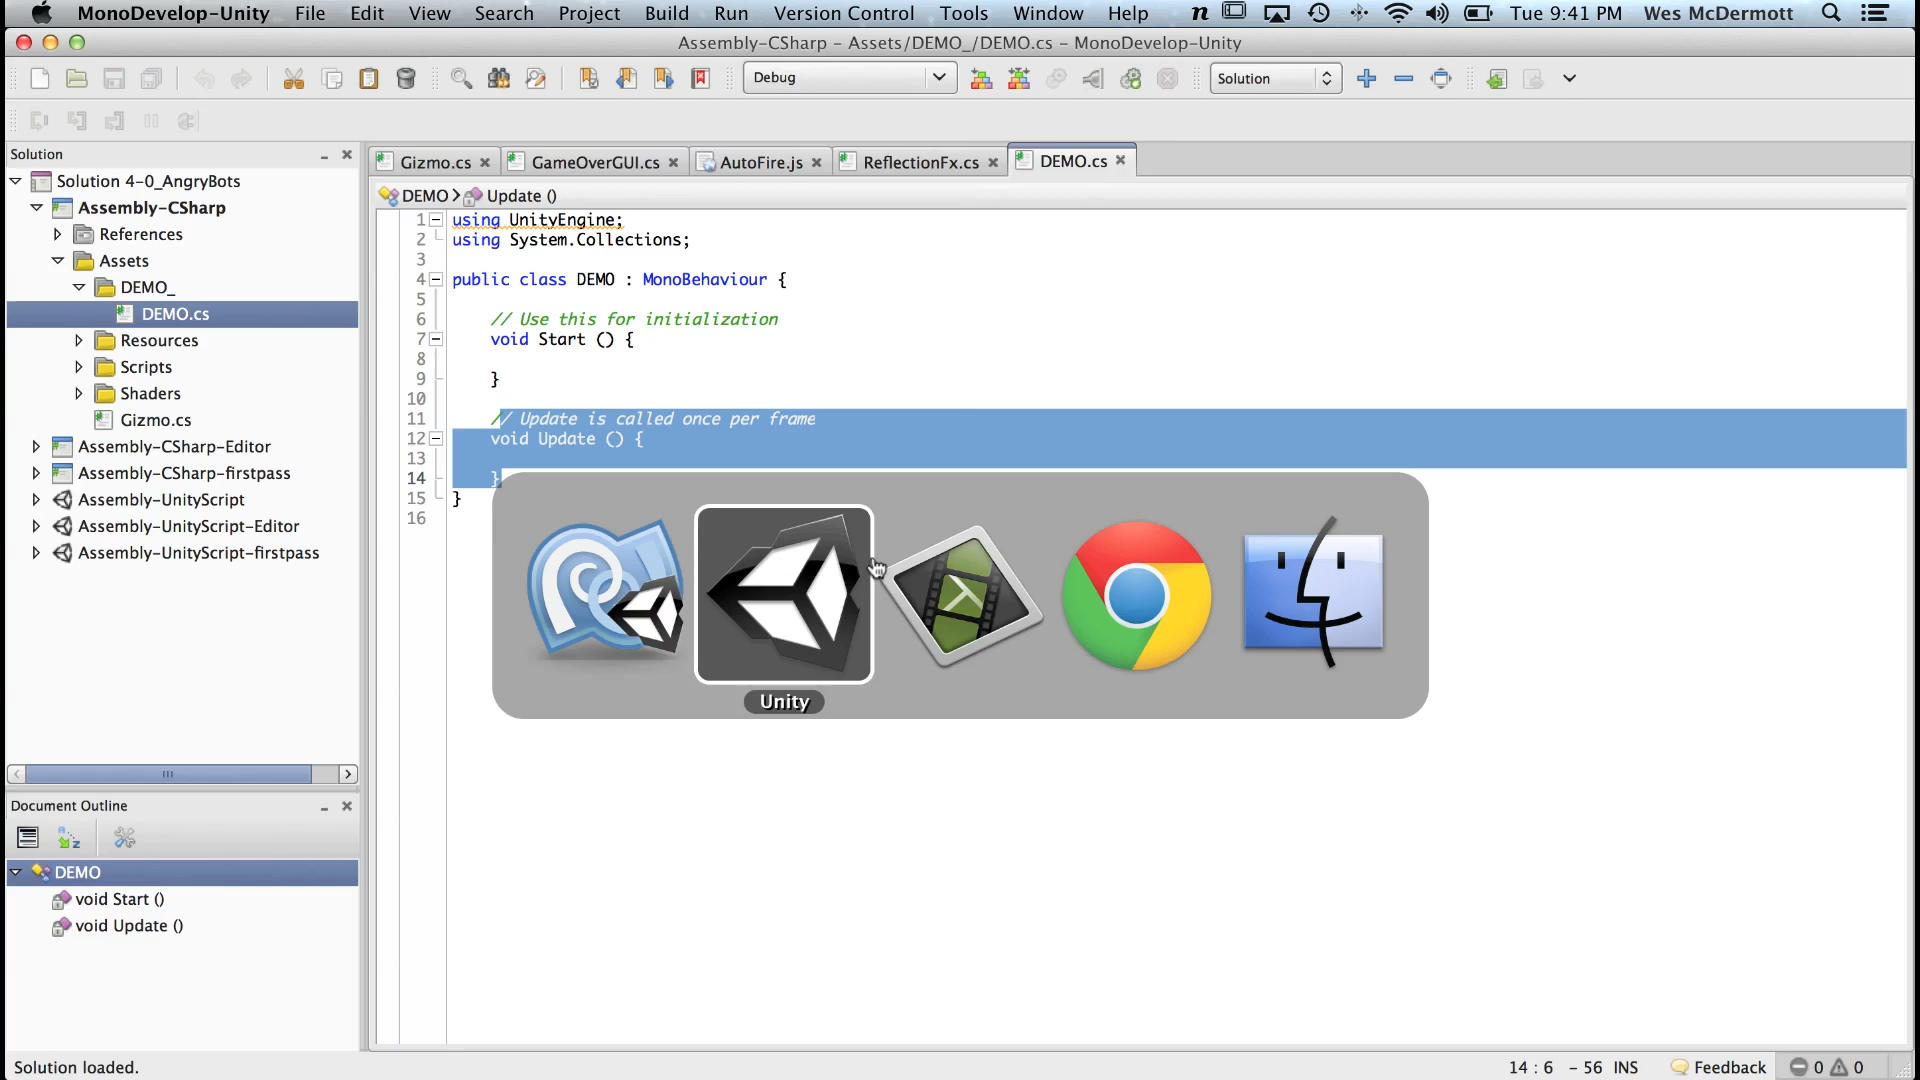 MonoDevelop-Unity File Edit View Search Project Build Run Version Control Tools Window Help Tue 9:41 PM Wes McDermott
Assembly-CSharp - Assets/DEMO_/DEMO.cs - MonoDevelop-Unity
Debug
Solution
Solution
Solution 4-0_AngryBots
Assembly-CSharp
References
Assets
DEMO_
DEMO.cs
Resources
Scripts
Shaders
Gizmo.cs
Assembly-CSharp-Editor
Assembly-CSharp-firstpass
Assembly-UnityScript
Assembly-UnityScript-Editor
Assembly-UnityScript-firstpass
Document Outline
DEMO
void Start ()
void Update ()
Gizmo.cs GameOverGUI.cs AutoFire.js ReflectionFx.cs DEMO.cs
DEMO Update ()
1 using UnityEngine;
2 using System.Collections;
3
4 public class DEMO : MonoBehaviour {
5
6 // Use this for initialization
7 void Start () {
8
9 }
10
11 // Update is called once per frame
12 void Update () {
13
14 }
15 }
16
Unity
Solution loaded.
14 : 6 - 56 INS Feedback 0 0